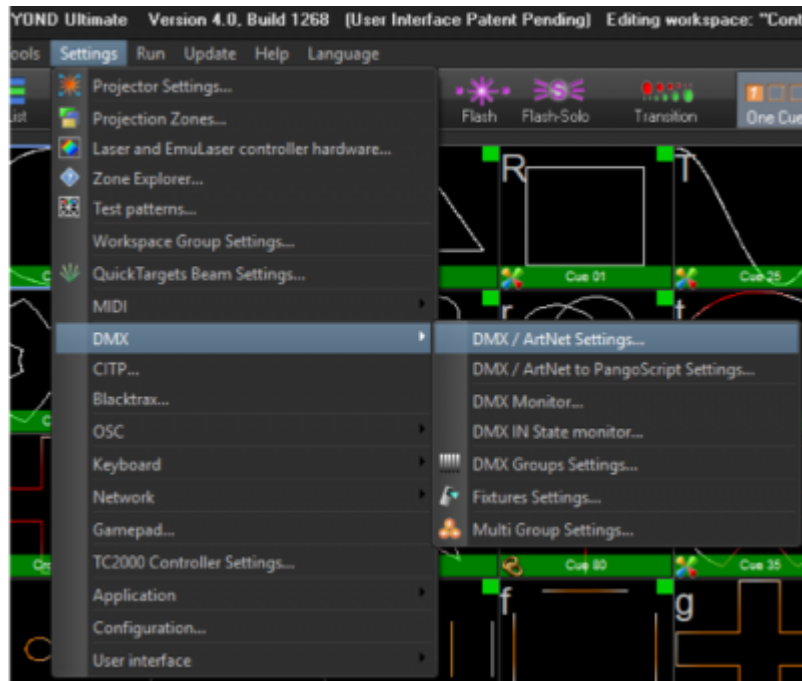 YOND Ultimate Version 4.0, Build 1268 (User Interface Patent Pending) Editing workspace: "Cont
ools Settings Run Update Help Language
ist Flash Flash-Solo Transition One Cue
Projector Settings...
Projection Zones...
Laser and EmuLaser controller hardware...
Zone Explorer...
Test patterns...
Workspace Group Settings...
QuickTargets Beam Settings...
MIDI
DMX
CITP...
Blacktrax...
OSC
Keyboard
Network
Gamepad...
TC2000 Controller Settings...
Application
Configuration...
User interface
DMX / ArtNet Settings...
DMX / ArtNet to PangoScript Settings...
DMX Monitor...
DMX IN State monitor...
DMX Groups Settings...
Fixtures Settings...
Multi Group Settings...
R T
Cue 01 Cue 25
r t
Cue 80 Cue 35
f g